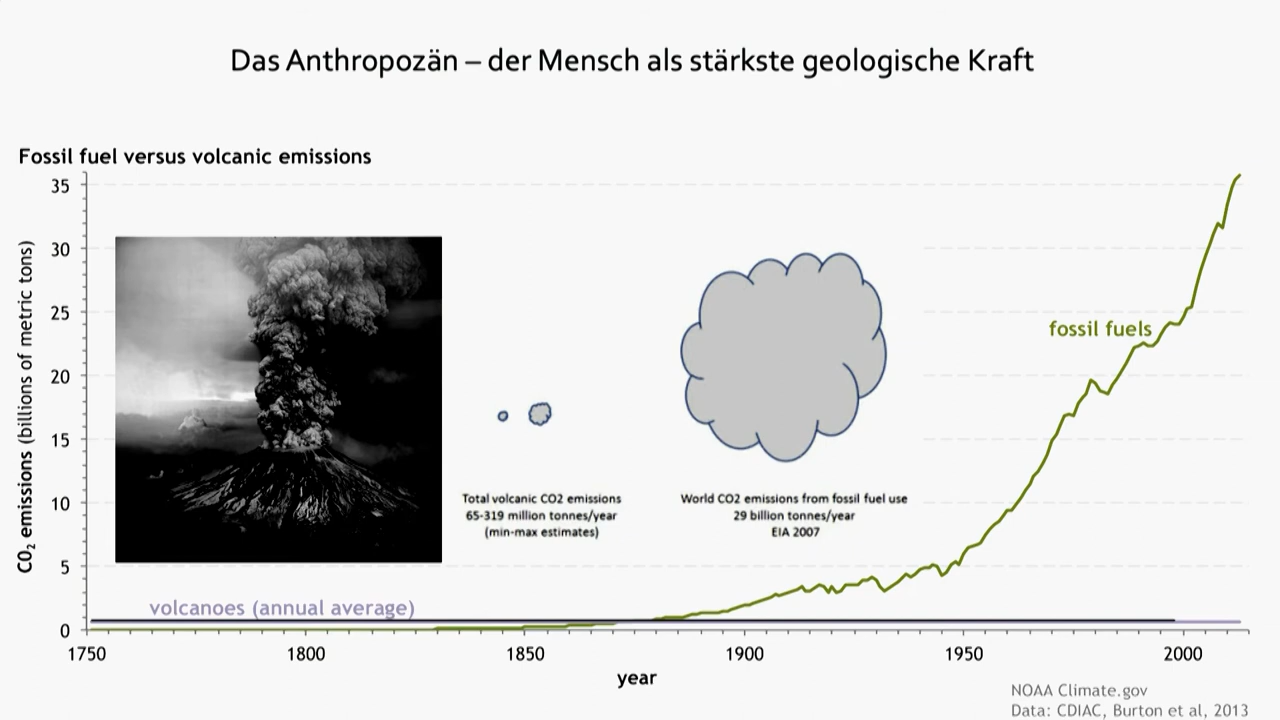 Das Anthropozän – der Mensch als stärkste geologische Kraft
Fossil fuel versus volcanic emissions
CO₂ emissions (billions of metric tons)
35
30
25
20
15
10
5
0
fossil fuels
Total volcanic CO2 emissions
65-319 million tonnes/year
(min-max estimates)
World CO2 emissions from fossil fuel use
29 billion tonnes/year
EIA 2007
volcanoes (annual average)
1750 1800 1850 1900 1950 2000
year
NOAA Climate.gov
Data: CDIAC, Burton et al, 2013